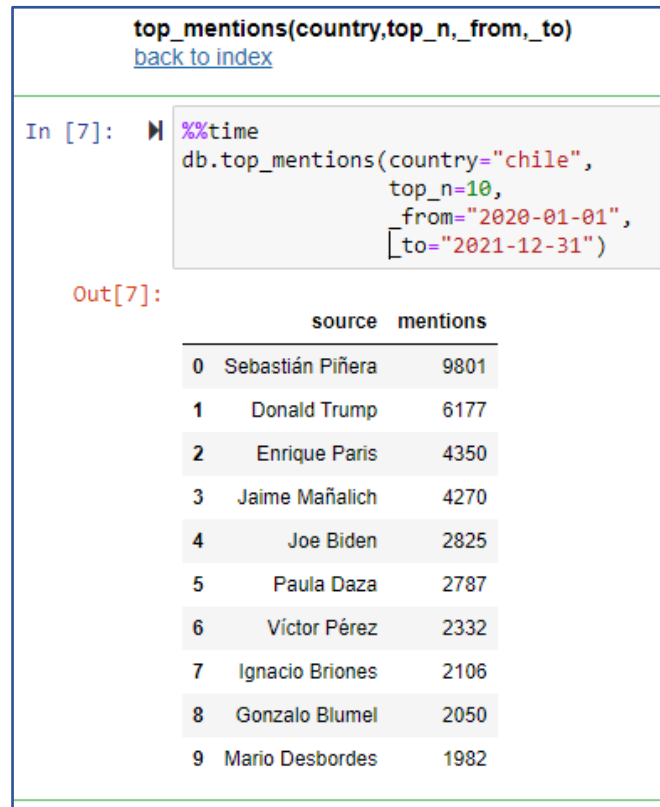 top_mentions(country,top_n,_from,_to)
back to index
In [7]: %%time
db.top_mentions(country="chile",
top_n=10,
_from="2020-01-01",
_to="2021-12-31")
Out[7]:
source mentions
0 Sebastián Piñera 9801
1 Donald Trump 6177
2 Enrique Paris 4350
3 Jaime Mañalich 4270
4 Joe Biden 2825
5 Paula Daza 2787
6 Víctor Pérez 2332
7 Ignacio Briones 2106
8 Gonzalo Blumel 2050
9 Mario Desbordes 1982